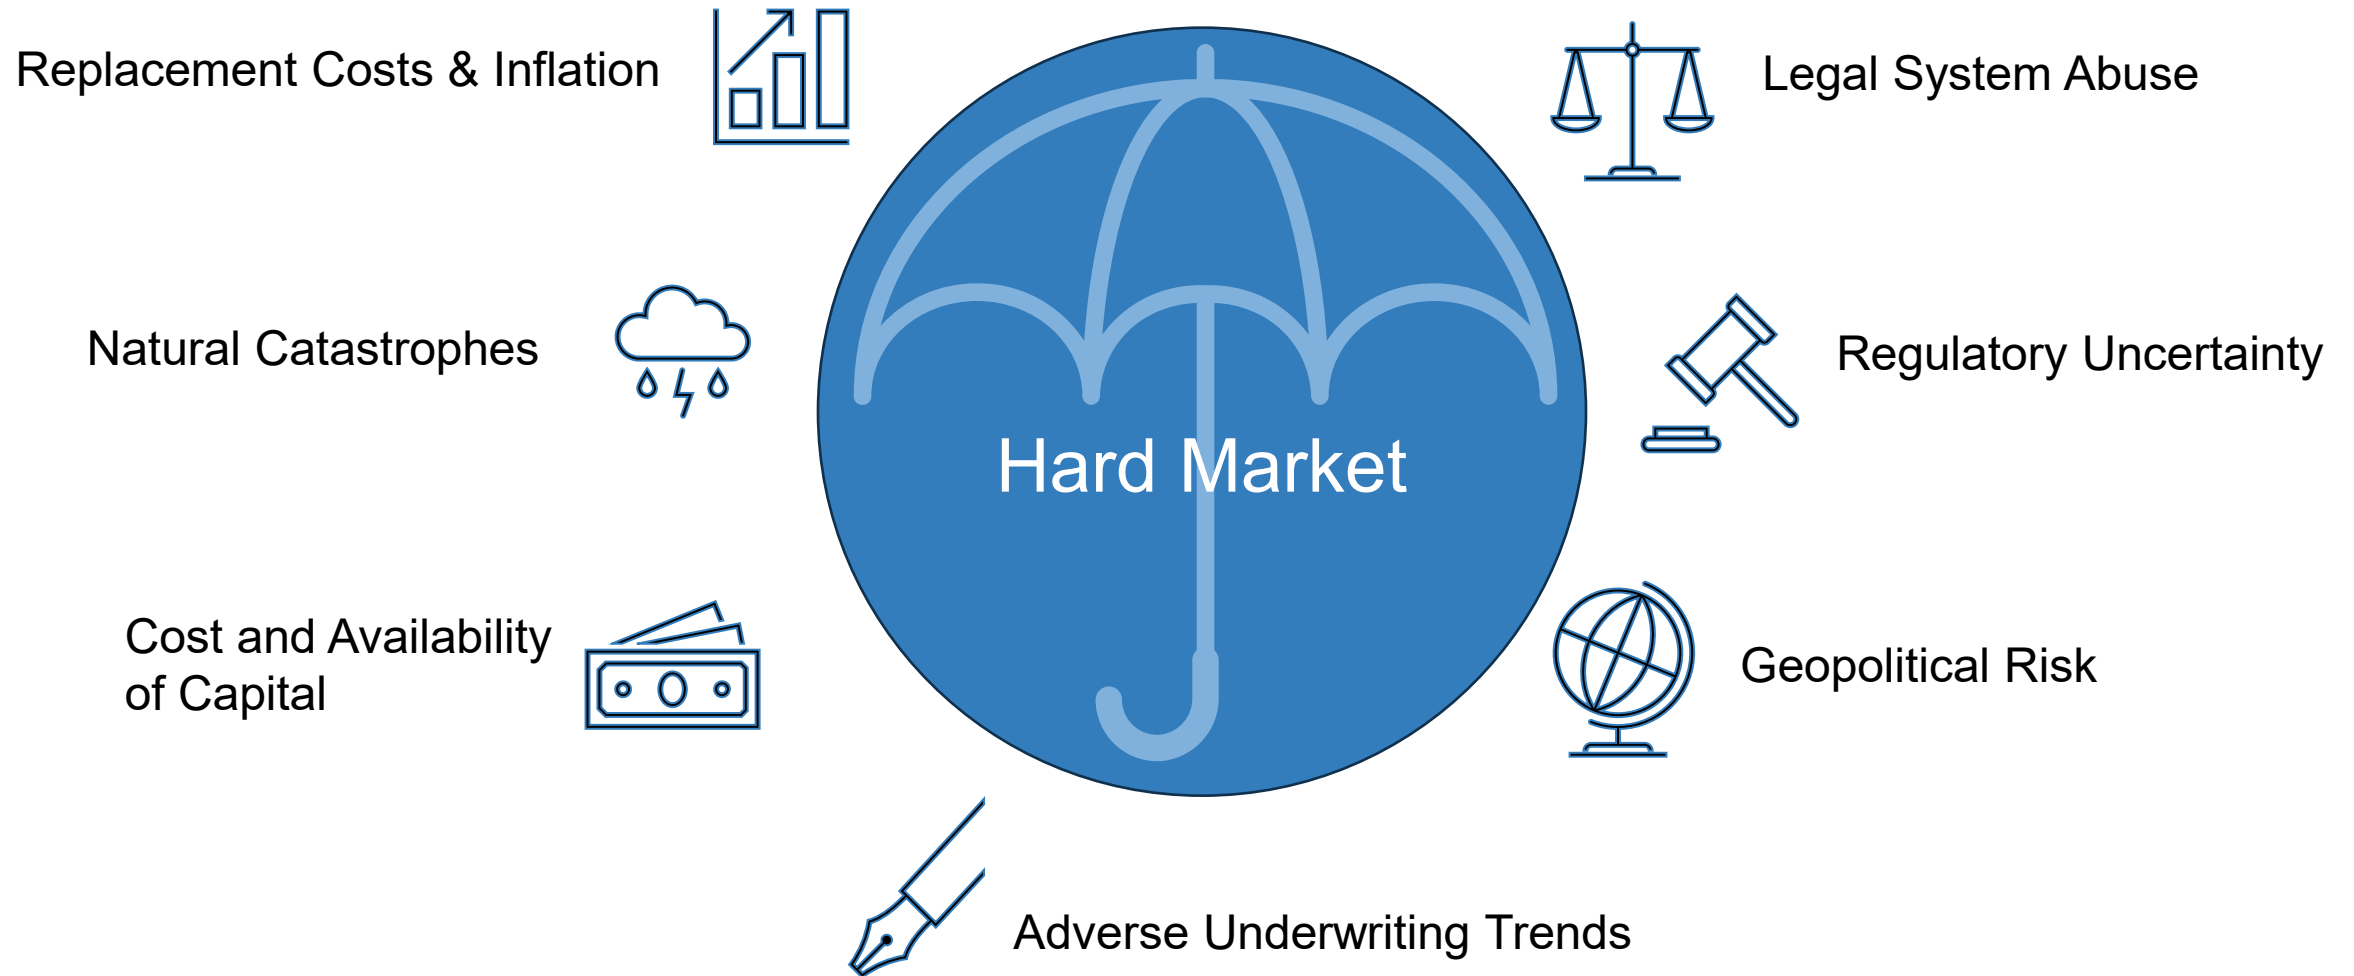 Replacement Costs & Inflation
Legal System Abuse
Natural Catastrophes
Regulatory Uncertainty
Hard Market
Cost and Availability
of Capital
Geopolitical Risk
Adverse Underwriting Trends